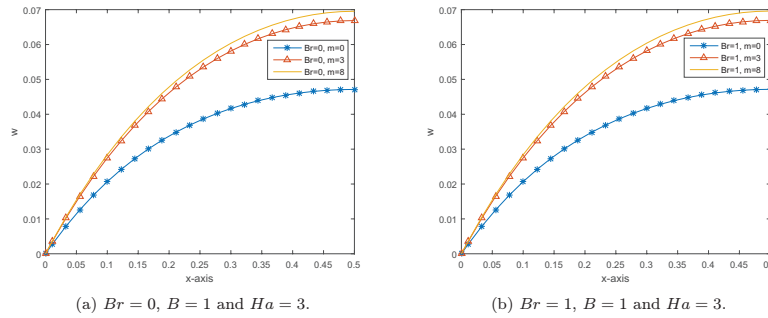 0.07
0.06
0.05
0.04
0.03
0.02
0.01
0
w
0 0.05 0.1 0.15 0.2 0.25 0.3 0.35 0.4 0.45 0.5
x-axis
Br=0, m=0
Br=0, m=3
Br=0, m=8
(a) Br = 0, B = 1 and Ha = 3.
0.07
0.06
0.05
0.04
0.03
0.02
0.01
0
w
0 0.05 0.1 0.15 0.2 0.25 0.3 0.35 0.4 0.45 0.5
x-axis
Br=1, m=0
Br=1, m=3
Br=1, m=8
(b) Br = 1, B = 1 and Ha = 3.